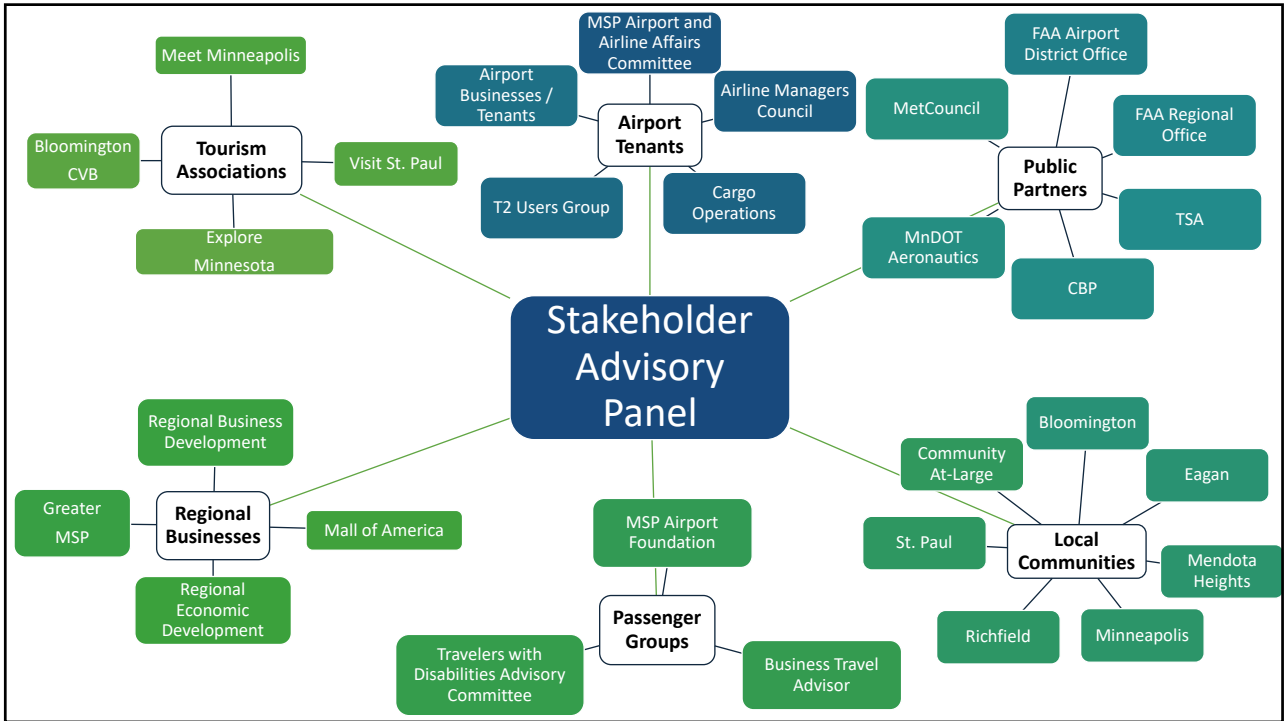 Meet Minneapolis
Bloomington
CVB
Tourism
Associations
Visit St. Paul
Explore
Minnesota
MSP Airport and
Airline Affairs
Committee
Airport
Businesses /
Tenants
Airline Managers
Council
Airport
Tenants
T2 Users Group
Cargo
Operations
FAA Airport
District Office
MetCouncil
FAA Regional
Office
Public
Partners
TSA
MnDOT
Aeronautics
CBP
Stakeholder
Advisory
Panel
Regional Business
Development
Greater
MSP
Regional
Businesses
Mall of America
Regional
Economic
Development
MSP Airport
Foundation
Passenger
Groups
Travelers with
Disabilities Advisory
Committee
Business Travel
Advisor
Bloomington
Community
At-Large
Eagan
St. Paul
Local
Communities
Mendota
Heights
Richfield
Minneapolis